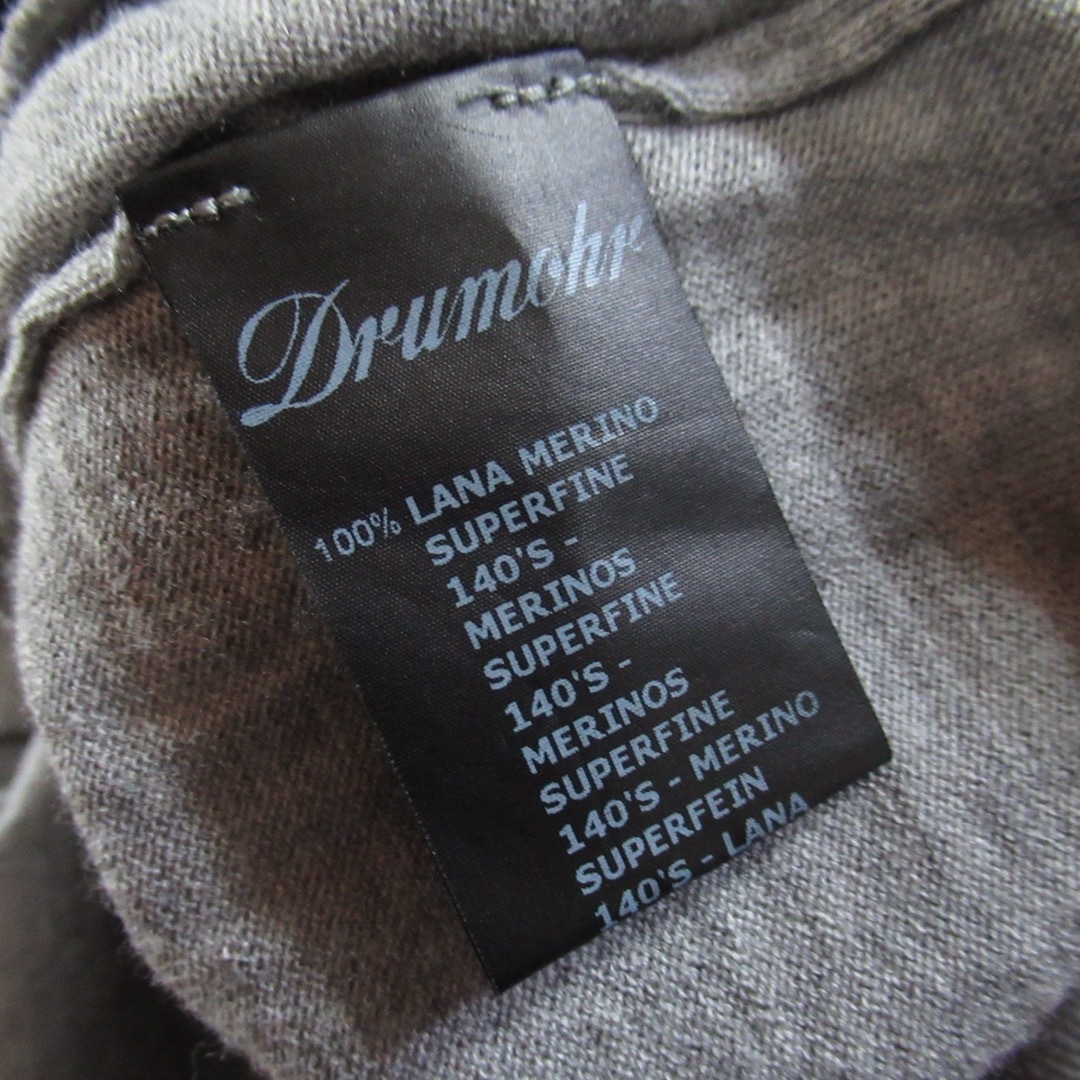 Drumohr
100% LANA MERINO
SUPERFINE
140'S -
MERINOS
SUPERFINE
140'S -
MERINOS
SUPERFINE
140'S - MERINO
SUPERFEIN
140'S - LANA